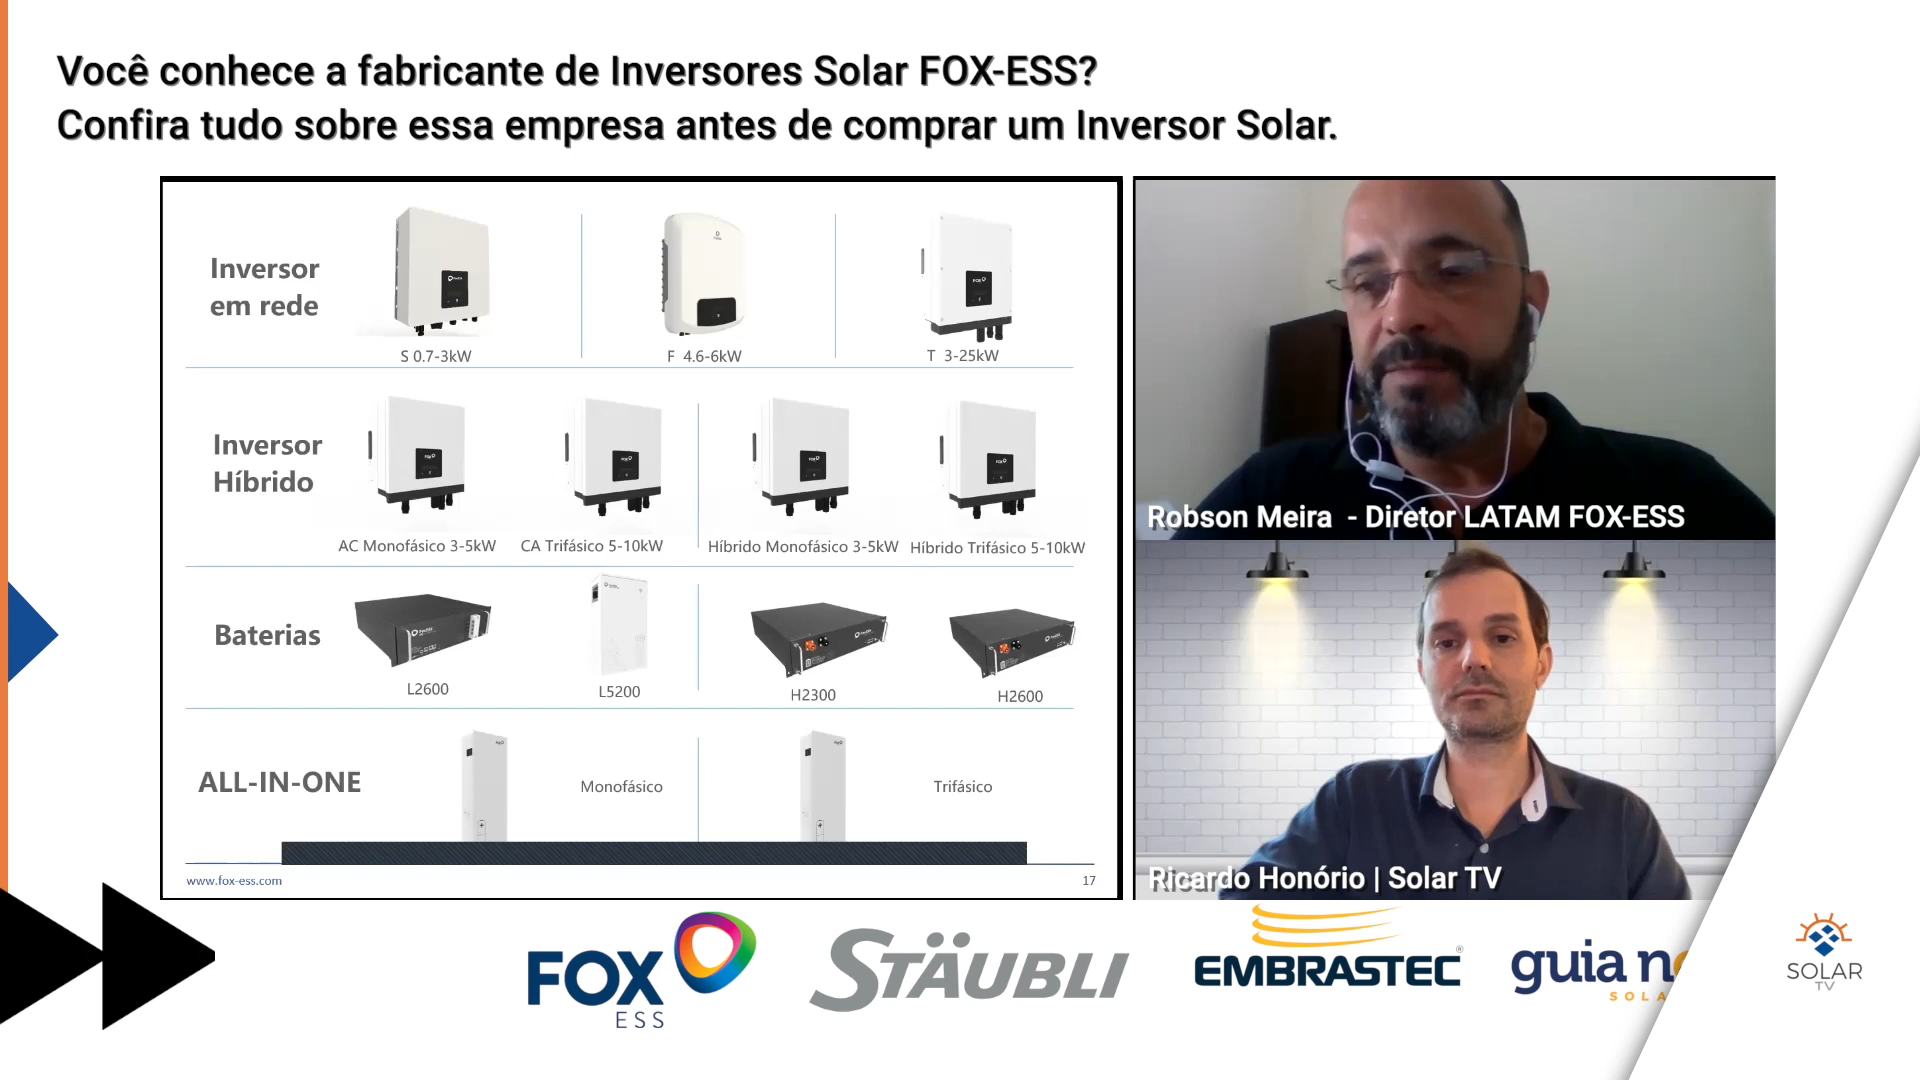 Você conhece a fabricante de Inversores Solar FOX-ESS?
Confira tudo sobre essa empresa antes de comprar um Inversor Solar.
Inversor
em rede
S 0.7-3kW
F 4.6-6kW
T 3-25kW
Inversor
Híbrido
AC Monofásico 3-5kW
CA Trifásico 5-10kW
Híbrido Monofásico 3-5kW
Híbrido Trifásico 5-10kW
Baterias
L2600
L5200
H2300
H2600
ALL-IN-ONE
Monofásico
Trifásico
www.fox-ess.com
17
Robson Meira - Diretor LATAM FOX-ESS
Ricardo Honório | Solar TV
FOX
ESS
STÄUBLI
EMBRASTEC®
guia
SOLAR
TV